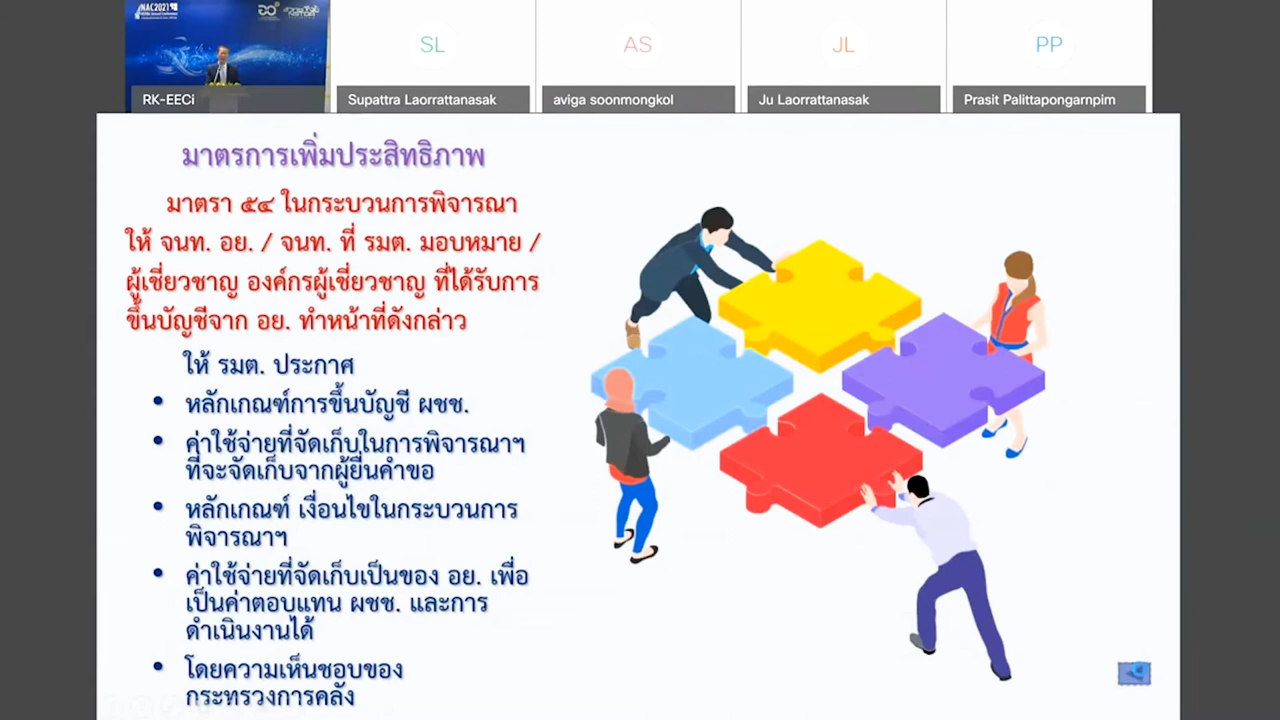 NAC2021
RK-EECi
SL
Supattra Laorrattanasak
AS
aviga soonmongkol
JL
Ju Laorrattanasak
PP
Prasit Palittapongarnpim
มาตรการเพิ่มประสิทธิภาพ
มาตรา ๕๔ ในกระบวนการพิจารณา
ให้ จนท. อย. / จนท. ที่ รมต. มอบหมาย /
ผู้เชี่ยวชาญ องค์กรผู้เชี่ยวชาญ ที่ได้รับการ
ขึ้นบัญชีจาก อย. ทำหน้าที่ดังกล่าว
ให้ รมต. ประกาศ
• หลักเกณฑ์การขึ้นบัญชี ผชช.
• ค่าใช้จ่ายที่จัดเก็บในการพิจารณาฯ
ที่จะจัดเก็บจากผู้ยื่นคำขอ
• หลักเกณฑ์ เงื่อนไขในกระบวนการ
พิจารณาฯ
• ค่าใช้จ่ายที่จัดเก็บเป็นของ อย. เพื่อ
เป็นค่าตอบแทน ผชช. และการ
ดำเนินงานได้
• โดยความเห็นชอบของ
กระทรวงการคลัง